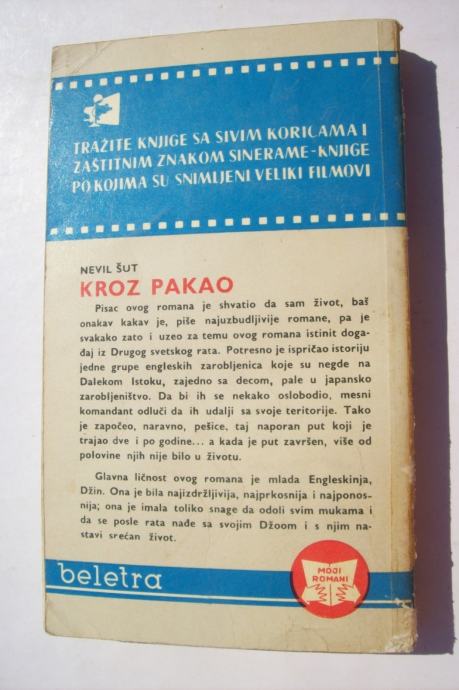 TRAŽITE KNJIGE SA SIVIM KORICAMA I
ZAŠTITNIM ZNAKOM SINERAME-KNJIGE
PO KOJIMA SU SNIMLJENI VELIKI FILMOVI
NEVIL ŠUT
KROZ PAKAO
Pisac ovog romana je shvatio da sam život, baš
onakav kakav je, piše najuzbudljivije romane, pa je
svakako zato i uzeo za temu ovog romana istinit doga-
đaj iz Drugog svetskog rata. Potresno je ispričao istoriju
jedne grupe engleskih zarobljenica koje su negde na
Dalekom Istoku, zajedno sa decom, pale u japansko
zarobljeništvo. Da bi ih se nekako oslobodio, mesni
komandant odluči da ih udalji sa svoje teritorije. Tako
je započeo, naravno, pešice, taj naporan put koji je
trajao dve i po godine... a kada je put završen, više od
polovine njih nije bilo u životu.
Glavna ličnost ovog romana je mlada Engleskinja,
Džin. Ona je bila najizdržljivija, najprkosnija i najponos-
nija; ona je imala toliko snage da odoli svim mukama i
da se posle rata nađe sa svojim Džoom i s njim na-
stavi srećan život.
beletra
MOJI
ROMANI